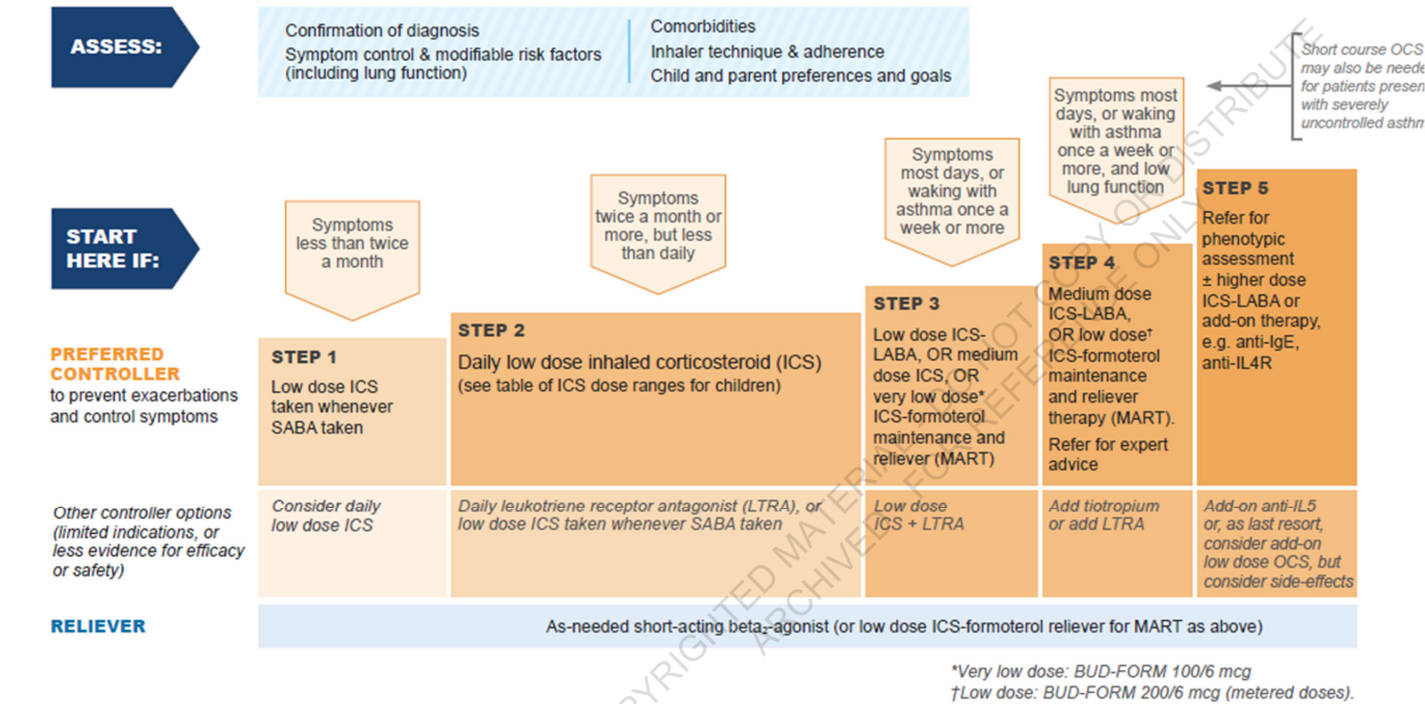 ASSESS:
Confirmation of diagnosis
Symptom control & modifiable risk factors
(including lung function)
Comorbidities
Inhaler technique & adherence
Child and parent preferences and goals
Short course OCS
may also be
for patients
with severely
uncontrolled
START
HERE IF:
Symptoms
less than twice
a month
Symptoms
twice a month or
more, but less
than daily
Symptoms
most days, or
waking with
asthma once a
week or more
Symptoms most
days, or waking
with asthma
once a week or
more, and low
lung function
PREFERRED
CONTROLLER
to prevent exacerbations
and control symptoms
STEP 1
Low dose ICS
taken whenever
SABA taken
STEP 2
Daily low dose inhaled corticosteroid (ICS)
(see table of ICS dose ranges for children)
STEP 3
Low dose ICS-
LABA, OR medium
dose ICS, OR
very low dose*
ICS-formoterol
maintenance and
reliever (MART)
STEP 4
Medium dose
ICS-LABA,
OR low dose†
ICS-formoterol
maintenance
and reliever
therapy (MART).
Refer for expert
advice
STEP 5
Refer for
phenotypic
assessment
± higher dose
ICS-LABA or
add-on therapy,
e.g. anti-IgE,
anti-IL4R
Other controller options
(limited indications, or
less evidence for efficacy
or safety)
Consider daily
low dose ICS
Daily leukotriene receptor antagonist (LTRA), or
low dose ICS taken whenever SABA taken
Low dose
ICS + LTRA
Add tiotropium
or add LTRA
Add-on anti-IL5
or, as last resort,
consider add-on
low dose OCS, but
consider side-effects
RELIEVER
As-needed short-acting beta₂-agonist (or low dose ICS-formoterol reliever for MART as above)
*Very low dose: BUD-FORM 100/6 mcg
†Low dose: BUD-FORM 200/6 mcg (metered doses).
MATERIAL - DO NOT COPY OR DISTRIBUTE
ARCHIVED FOR REFERENCE ONLY